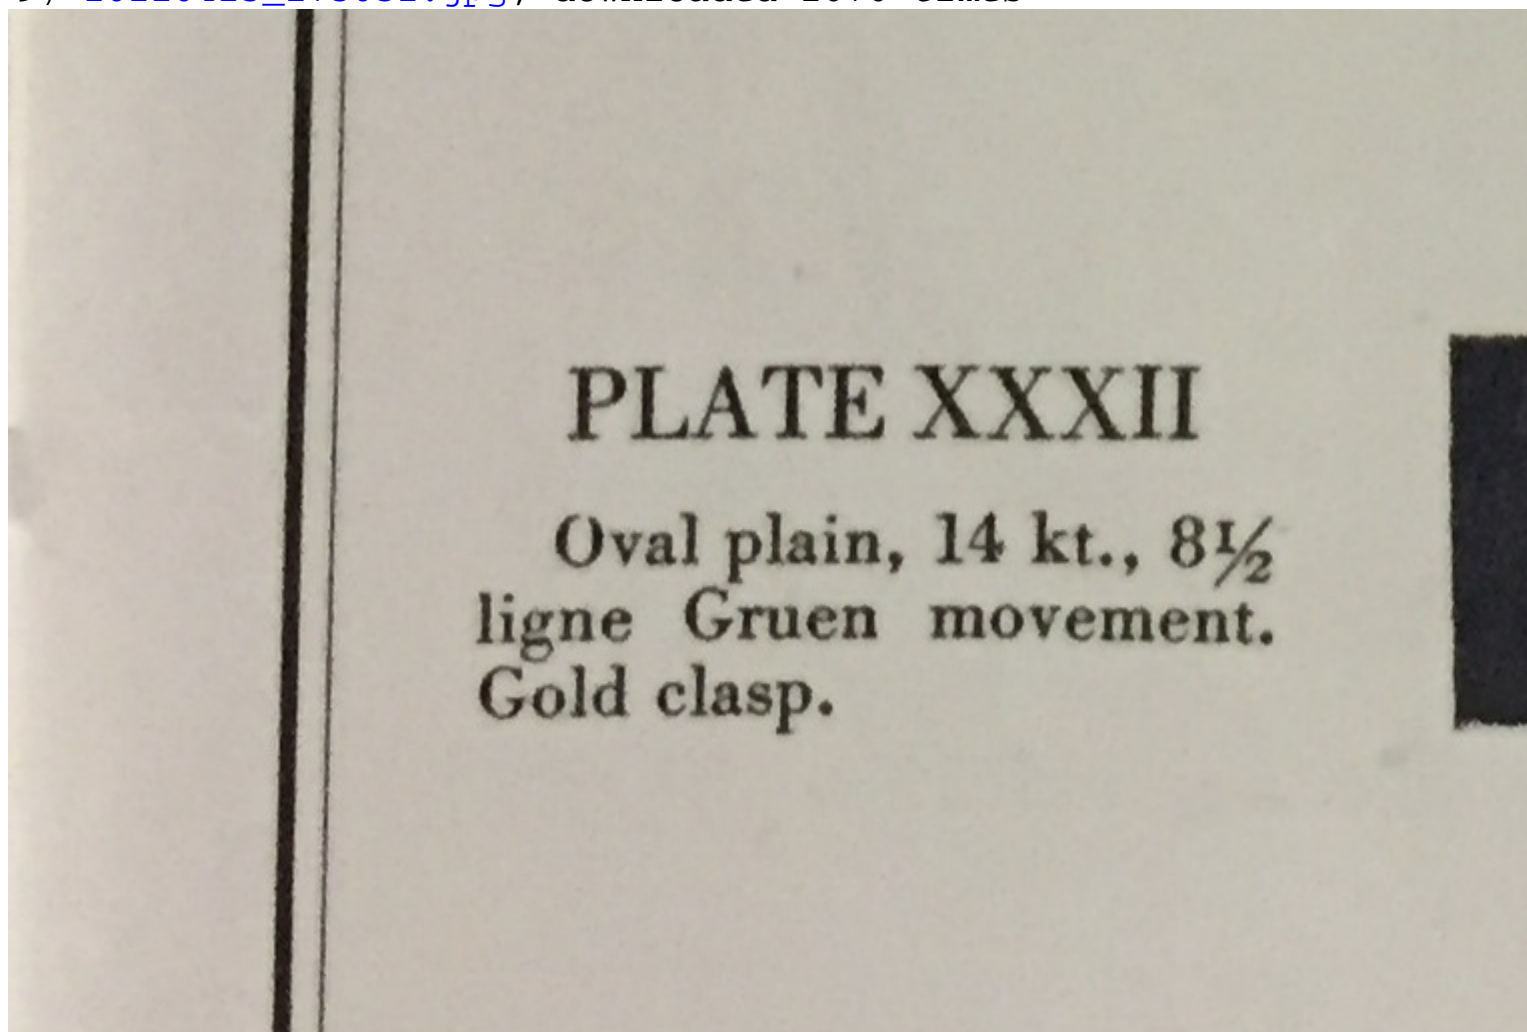 PLATE XXXII
Oval plain, 14 kt., 8½
ligne Gruen movement.
Gold clasp.